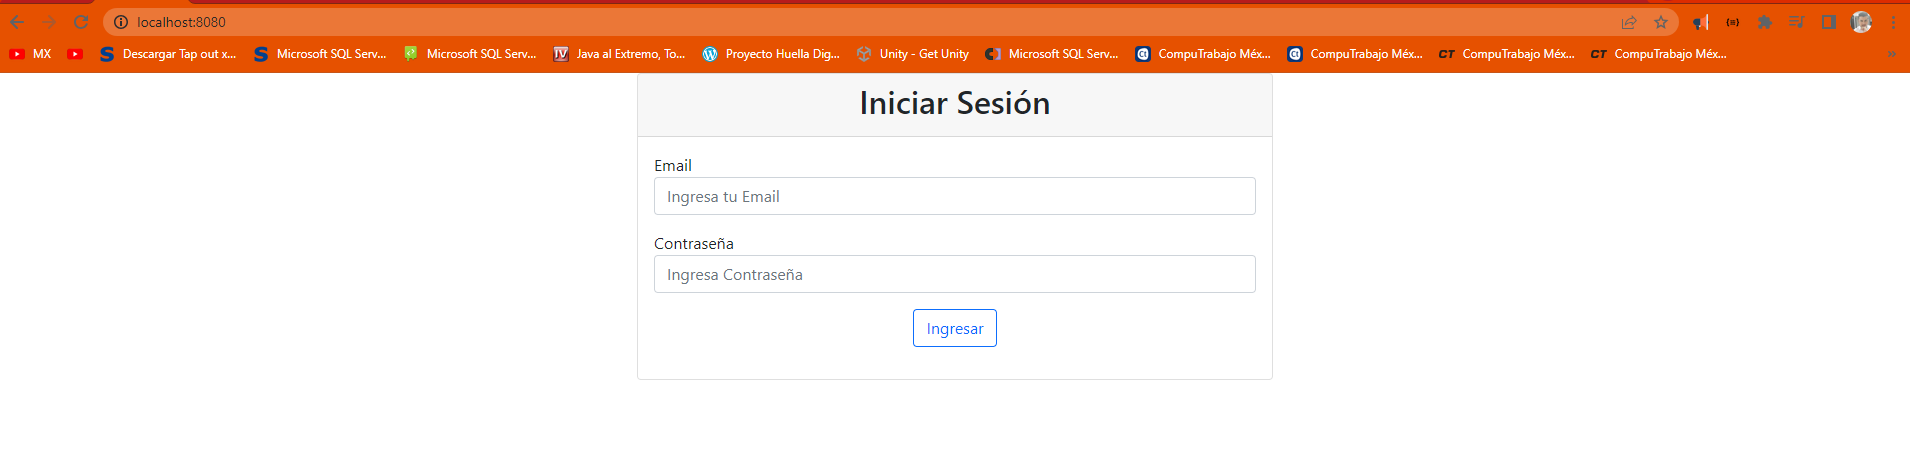 localhost:8080
MX Descargar Tap out x... Microsoft SQL Serv... Microsoft SQL Serv... Java al Extremo, To... Proyecto Huella Dig... Unity - Get Unity Microsoft SQL Serv... CompuTrabajo Méx... CompuTrabajo Méx... CT CompuTrabajo Méx... CT CompuTrabajo Méx... »
Iniciar Sesión
Email
Ingresa tu Email
Contraseña
Ingresa Contraseña
Ingresar